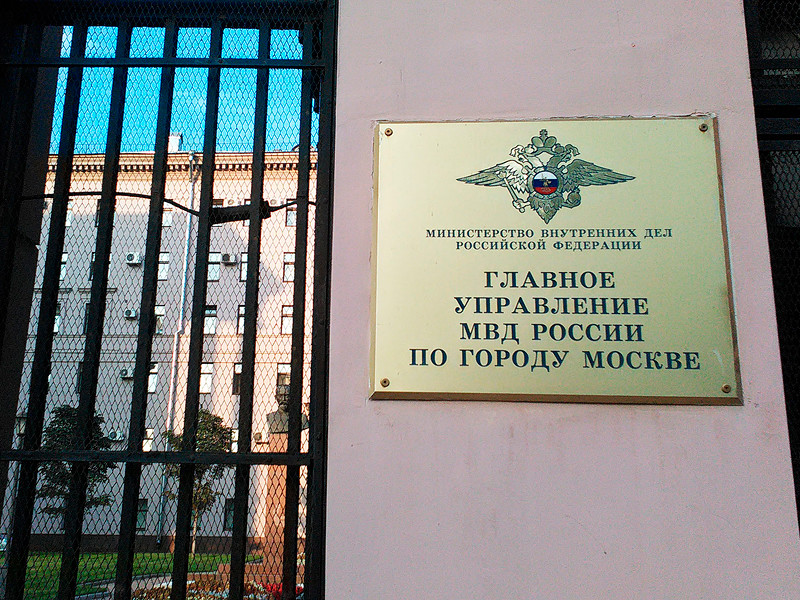 МИНИСТЕРСТВО ВНУТРЕННИХ ДЕЛ
РОССИЙСКОЙ ФЕДЕРАЦИИ
ГЛАВНОЕ
УПРАВЛЕНИЕ
МВД РОССИИ
ПО ГОРОДУ МОСКВЕ